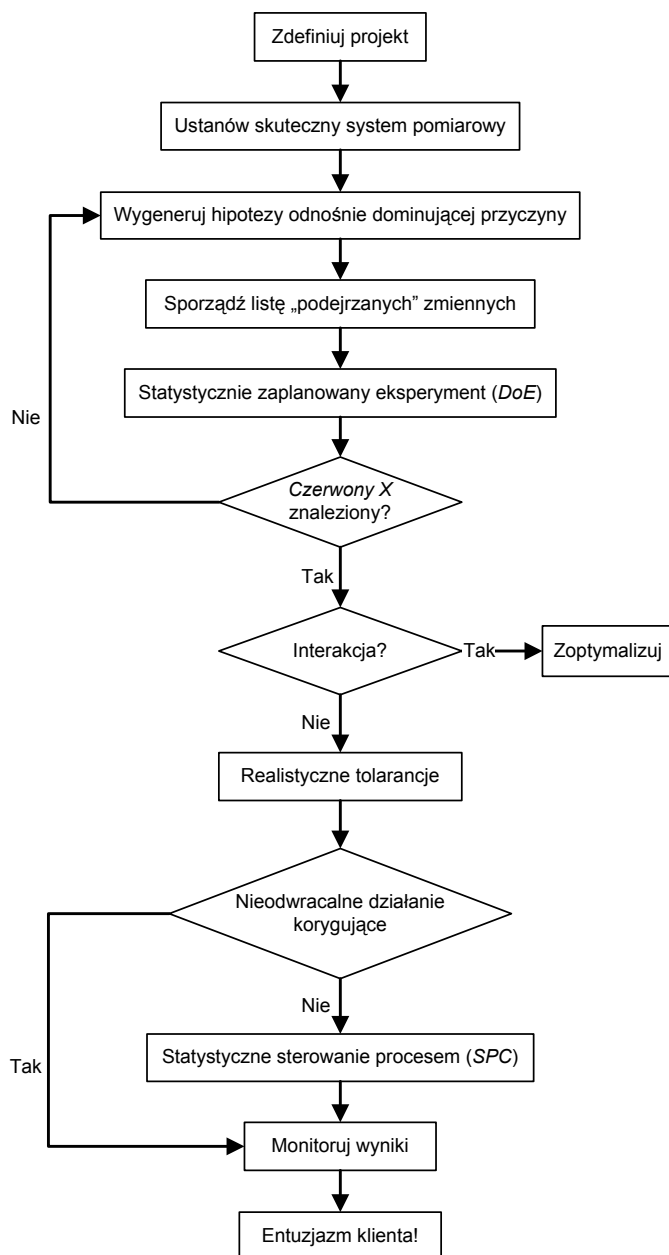 Zdefiniuj projekt
Ustanów skuteczny system pomiarowy
Wygeneruj hipotezy odnośnie dominującej przyczyny
Sporządź listę „podejrzanych” zmiennych
Statystycznie zaplanowany eksperyment (DoE)
Nie
Czerwony X
znaleziony?
Tak
Interakcja?
Tak
Zoptymalizuj
Nie
Realistyczne tolarancje
Nieodwracalne działanie
korygujące
Nie
Tak
Statystyczne sterowanie procesem (SPC)
Monitoruj wyniki
Entuzjazm klienta!